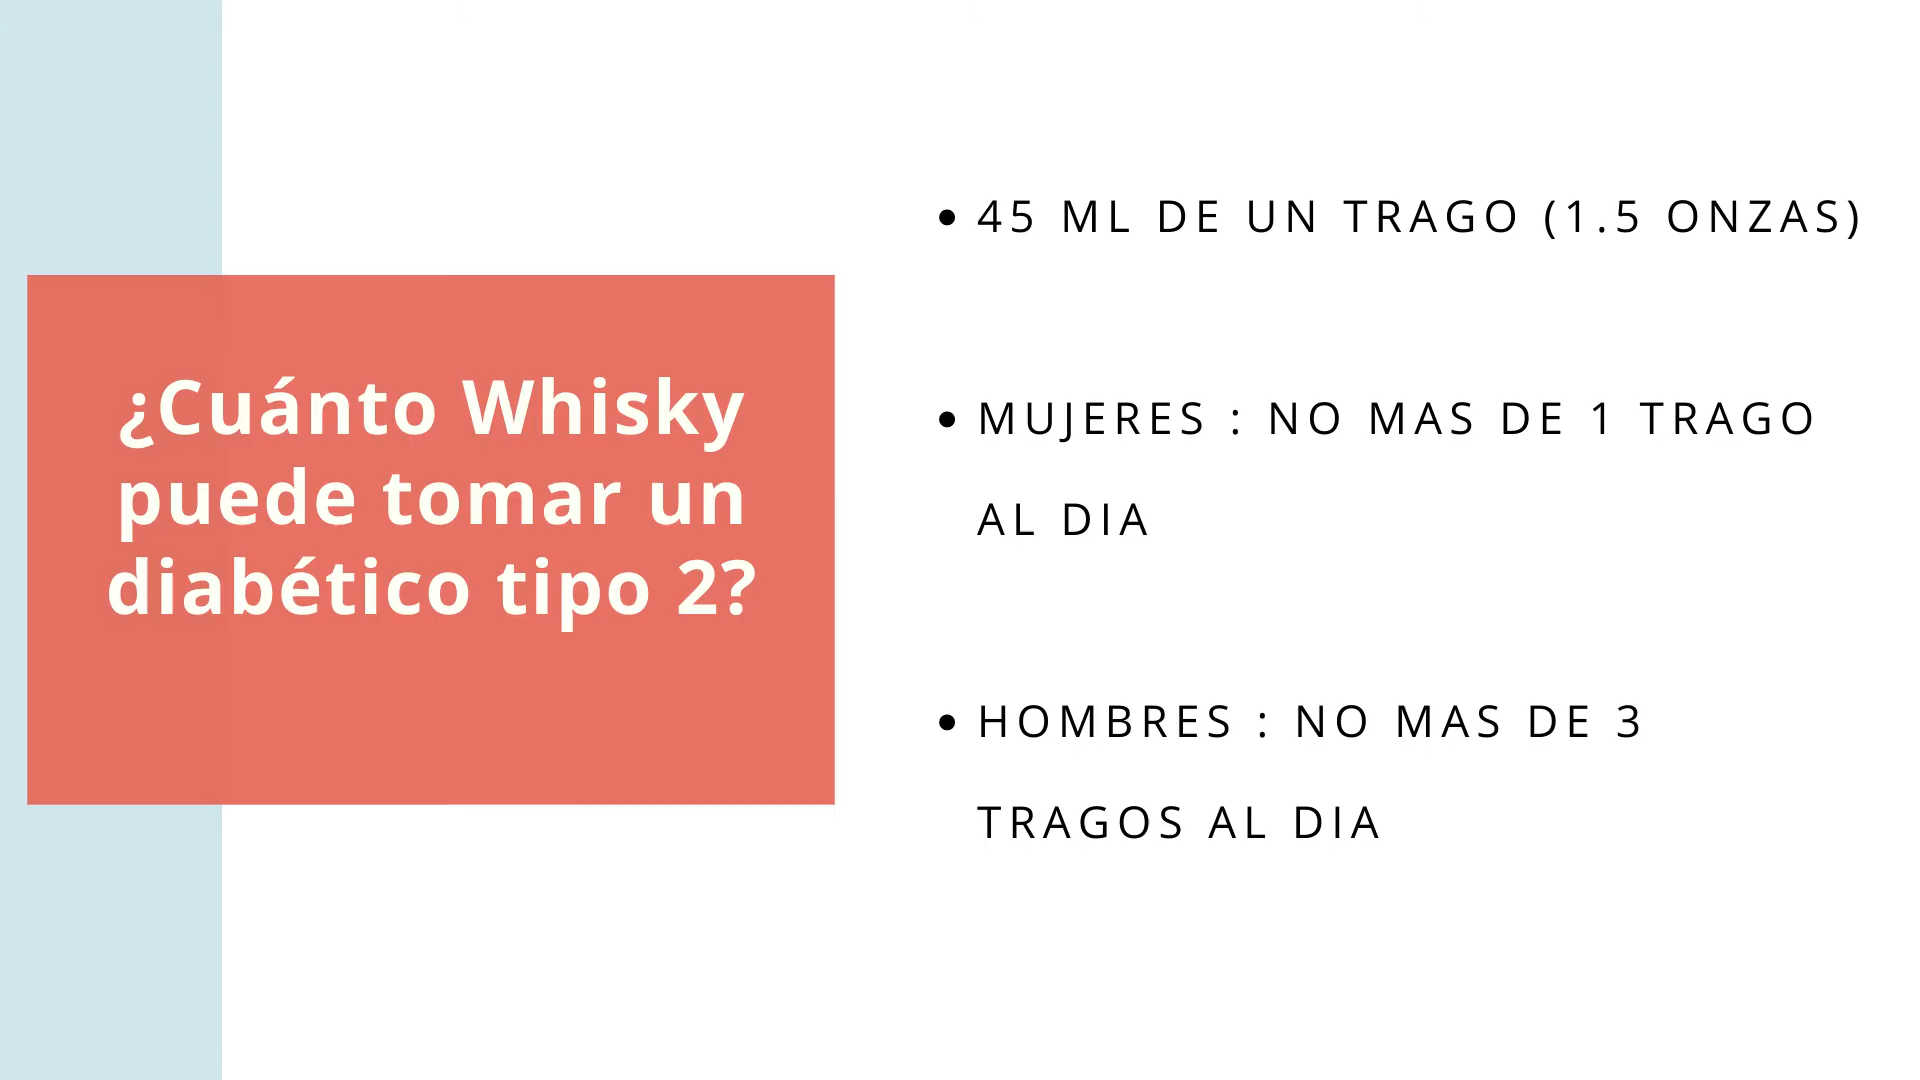 ¿Cuánto Whisky
puede tomar un
diabético tipo 2?
• 45 ML DE UN TRAGO (1.5 ONZAS)
• MUJERES : NO MAS DE 1 TRAGO
AL DIA
• HOMBRES : NO MAS DE 3
TRAGOS AL DIA